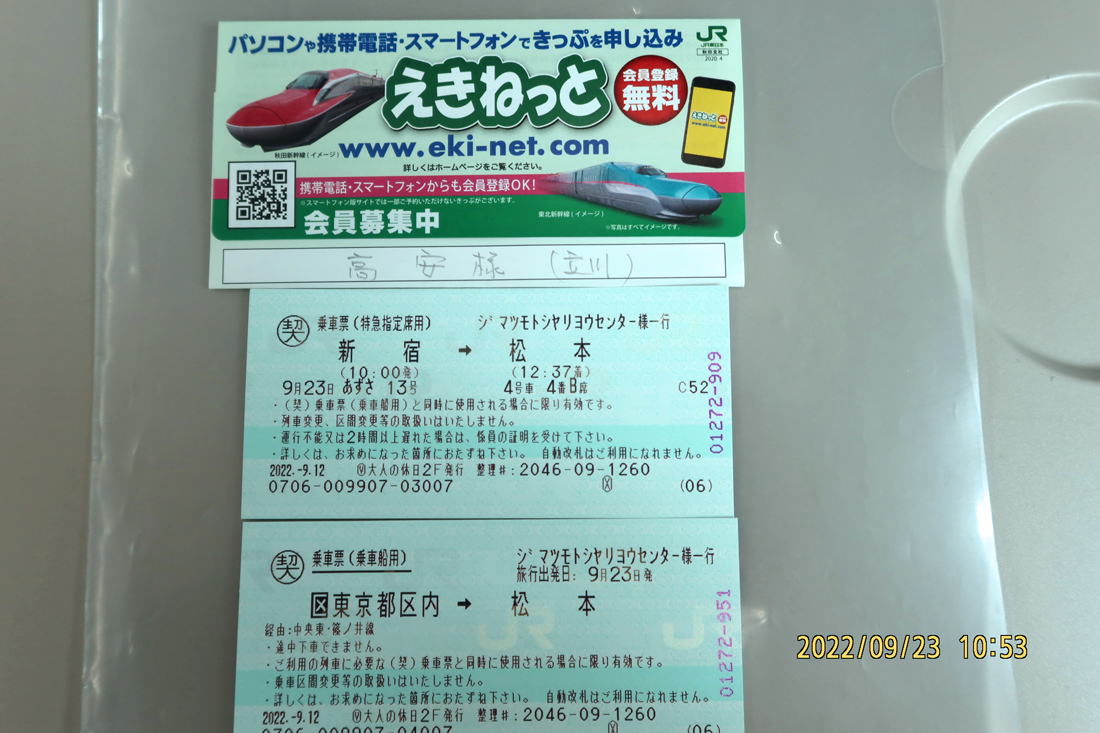 パソコンや携帯電話・スマートフォンできっぷを申し込み
JR
JR東日本
秋田支社
2020.4
えきねっと
会員登録
無料
秋田新幹線(イメージ)
www.eki-net.com
詳しくはホームページをご覧ください。
えきねっと
www.eki-net.com
携帯電話・スマートフォンからも会員登録OK!
※スマートフォン版サイトでは一部ご予約いただけないきっぷがございます。
会員募集中
東北新幹線(イメージ)
※写真はすべてイメージです。
高安様 (立川)
契 乗車票(特急指定席用) ジ マツモトシヤリヨウセンター様一行
新宿 → 松本
(10:00発) (12:37着)
9月23日 あずさ 13号 4号車 4番B席 C52
・(契)乗車票(乗車船用)と同時に使用される場合に限り有効です。
・列車変更、区間変更等の取扱いはいたしません。
・運行不能又は2時間以上遅れた場合は、係員の証明を受けて下さい。
・詳しくは、お求めになった箇所におたずね下さい。 自動改札はご利用になれません。
2022.-9.12 Ⓜ大人の休日2F発行 整理#:2046-09-1260
0706-009907-03007 Ⓧ (06)
01272-909
契 乗車票(乗車船用) ジ マツモトシヤリヨウセンター様一行
旅行出発日: 9月23日発
区東京都区内 → 松本
経由:中央東・篠ノ井線
・途中下車できません。
・ご利用の列車に必要な(契)乗車票と同時に使用される場合に限り有効です。
・乗車区間変更等の取扱いはいたしません。
・詳しくは、お求めになった箇所におたずね下さい。 自動改札はご利用になれません。
2022.-9.12 Ⓜ大人の休日2F発行 整理#:2046-09-1260
0706-009907-04007 Ⓧ (06)
01272-951
2022/09/23 10:53